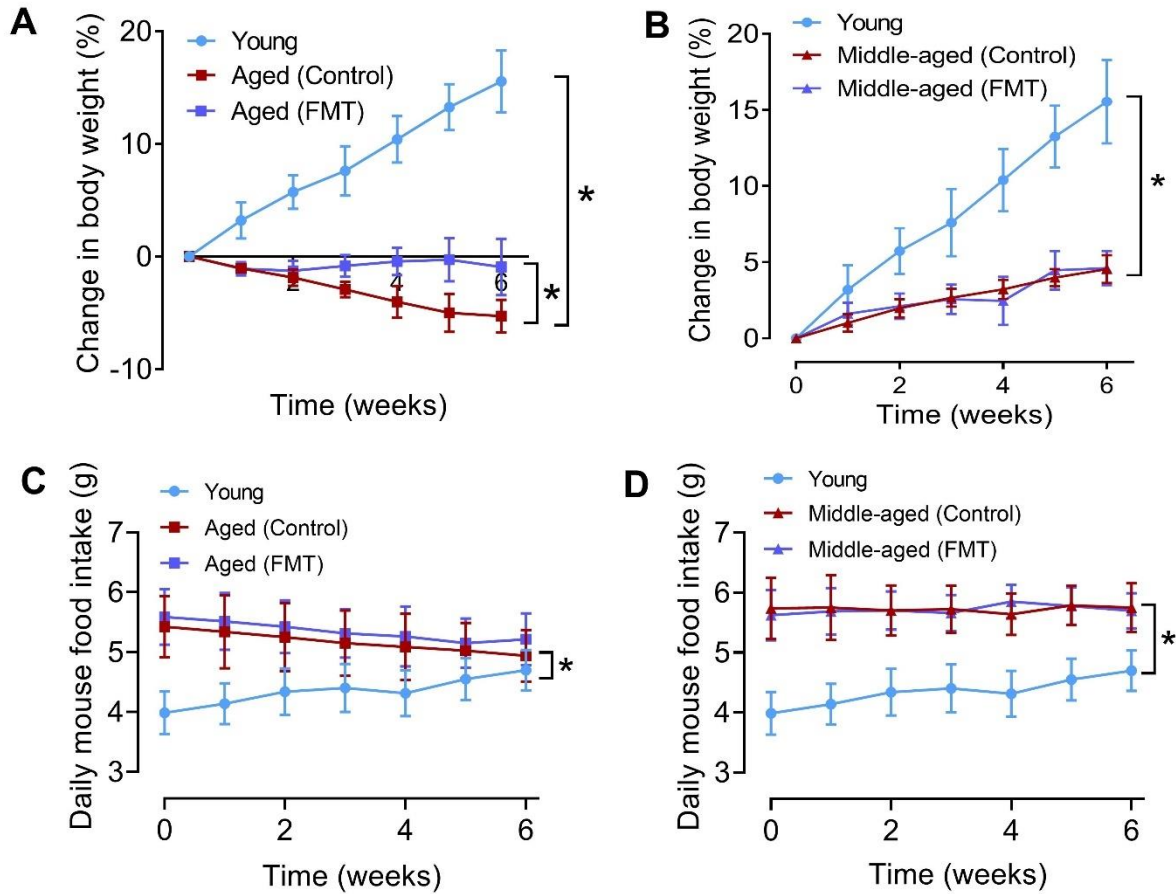 A
Change in body weight (%)
20
10
0
-10
Young
Aged (Control)
Aged (FMT)
2
4
6
*
*
Time (weeks)
B
Change in body weight (%)
20
15
10
5
0
Young
Middle-aged (Control)
Middle-aged (FMT)
*
0
2
4
6
Time (weeks)
C
Daily mouse food intake (g)
Young
Aged (Control)
Aged (FMT)
7
6
5
4
3
*
0
2
4
6
Time (weeks)
D
Daily mouse food intake (g)
Young
Middle-aged (Control)
Middle-aged (FMT)
7
6
5
4
3
*
0
2
4
6
Time (weeks)